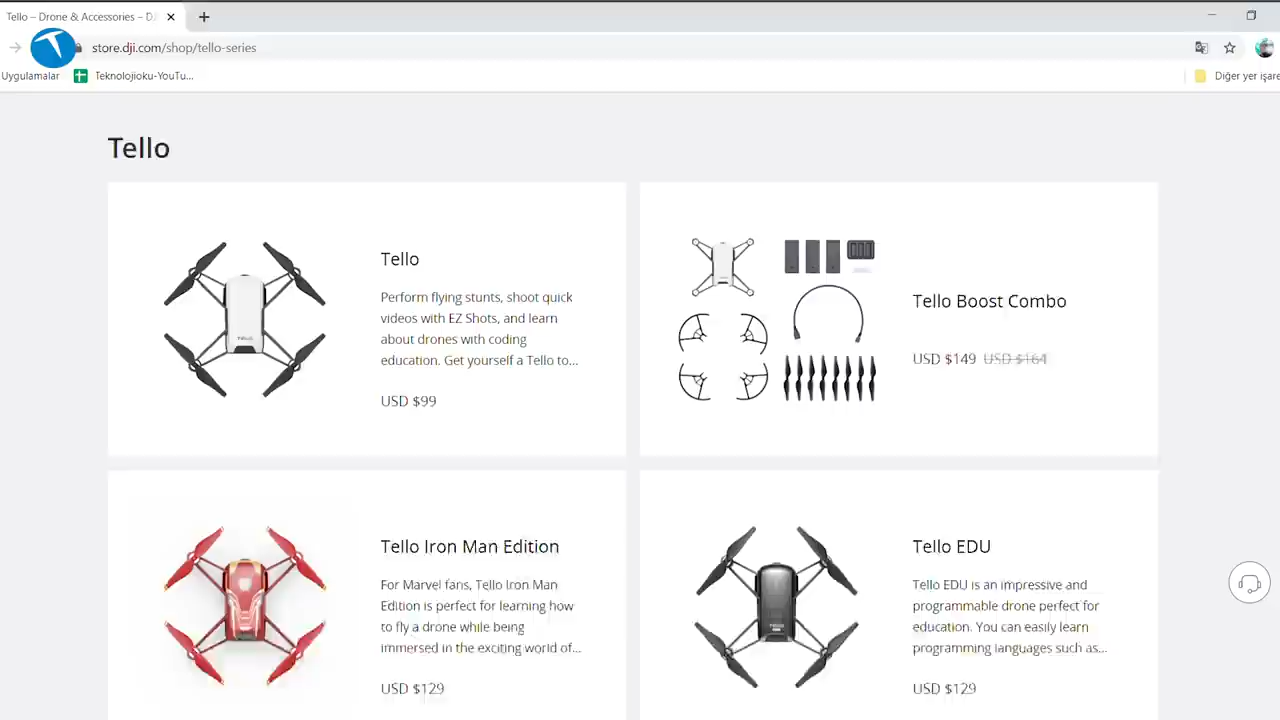 Tello – Drone & Accessories – D
store.dji.com/shop/tello-series
Uygulamalar
Teknolojioku-YouTu...
Diğer yer işare
Tello
Tello
Perform flying stunts, shoot quick
videos with EZ Shots, and learn
about drones with coding
education. Get yourself a Tello to...
USD $99
Tello Boost Combo
USD $149 USD $164
Tello Iron Man Edition
For Marvel fans, Tello Iron Man
Edition is perfect for learning how
to fly a drone while being
immersed in the exciting world of...
USD $129
Tello EDU
Tello EDU is an impressive and
programmable drone perfect for
education. You can easily learn
programming languages such as...
USD $129